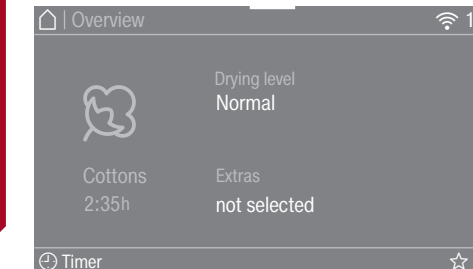 | Overview
1
Drying level
Normal
Cottons
2:35h
Extras
not selected
Timer